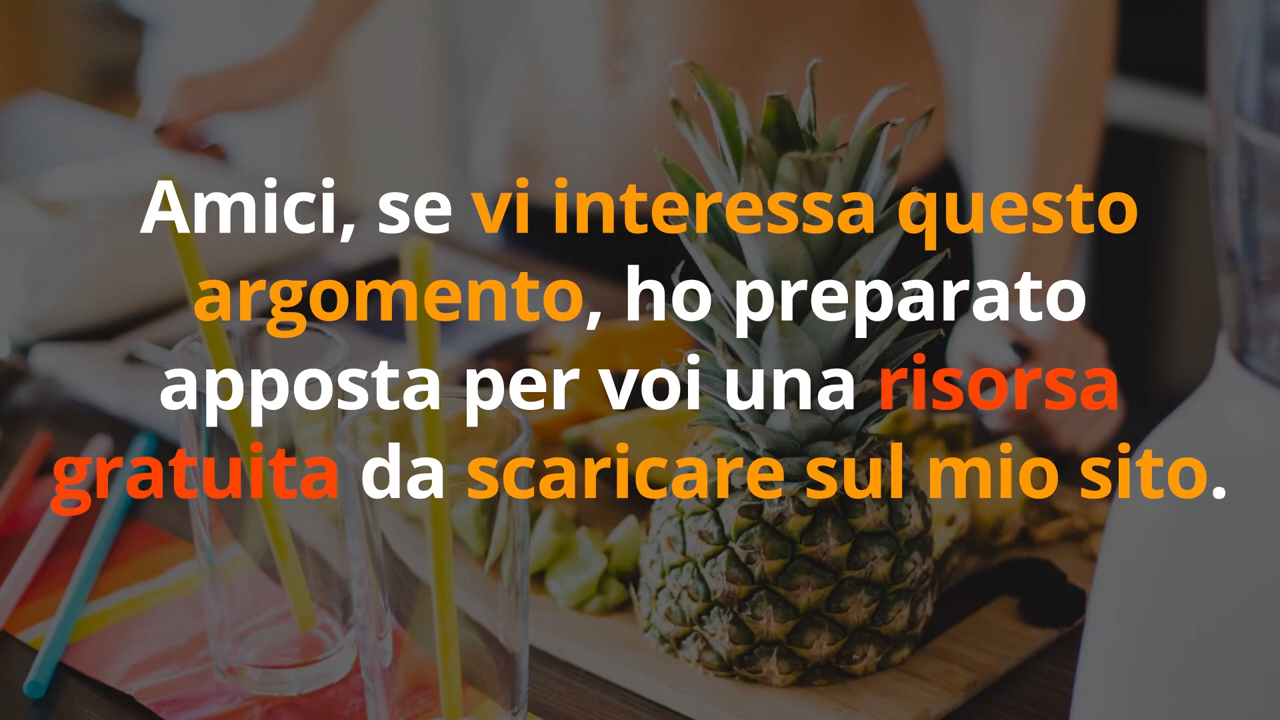 Amici, se vi interessa questo
argomento, ho preparato
apposta per voi una risorsa
gratuita da scaricare sul mio sito.